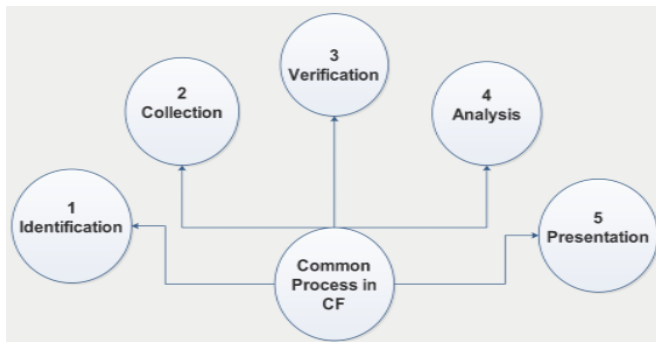 1
Identification
2
Collection
3
Verification
4
Analysis
5
Presentation
Common
Process in
CF